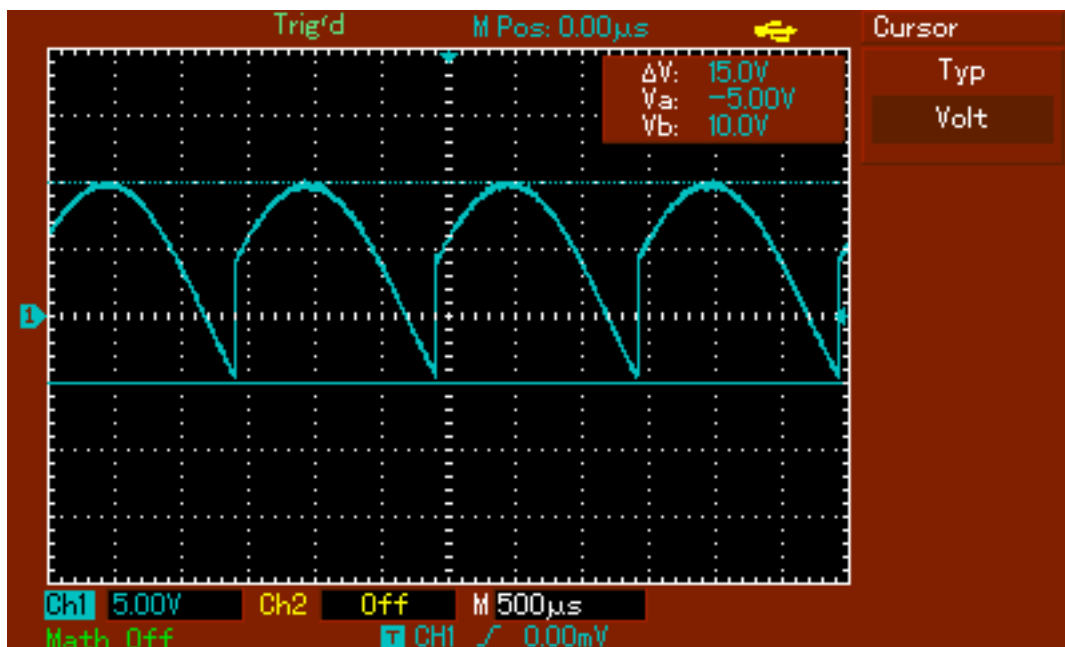 Trig'd M Pos: 0.00µs Cursor
ΔV: 15.0V
Va: -5.00V
Vb: 10.0V
Typ
Volt
1
Ch1 5.00V Ch2 Off M 500µs
Math Off T CH1 0.00mV